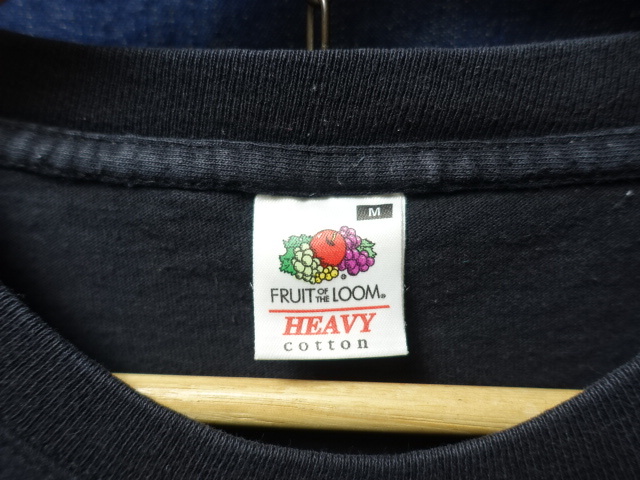 M
FRUIT OF THE LOOM®
HEAVY
cotton